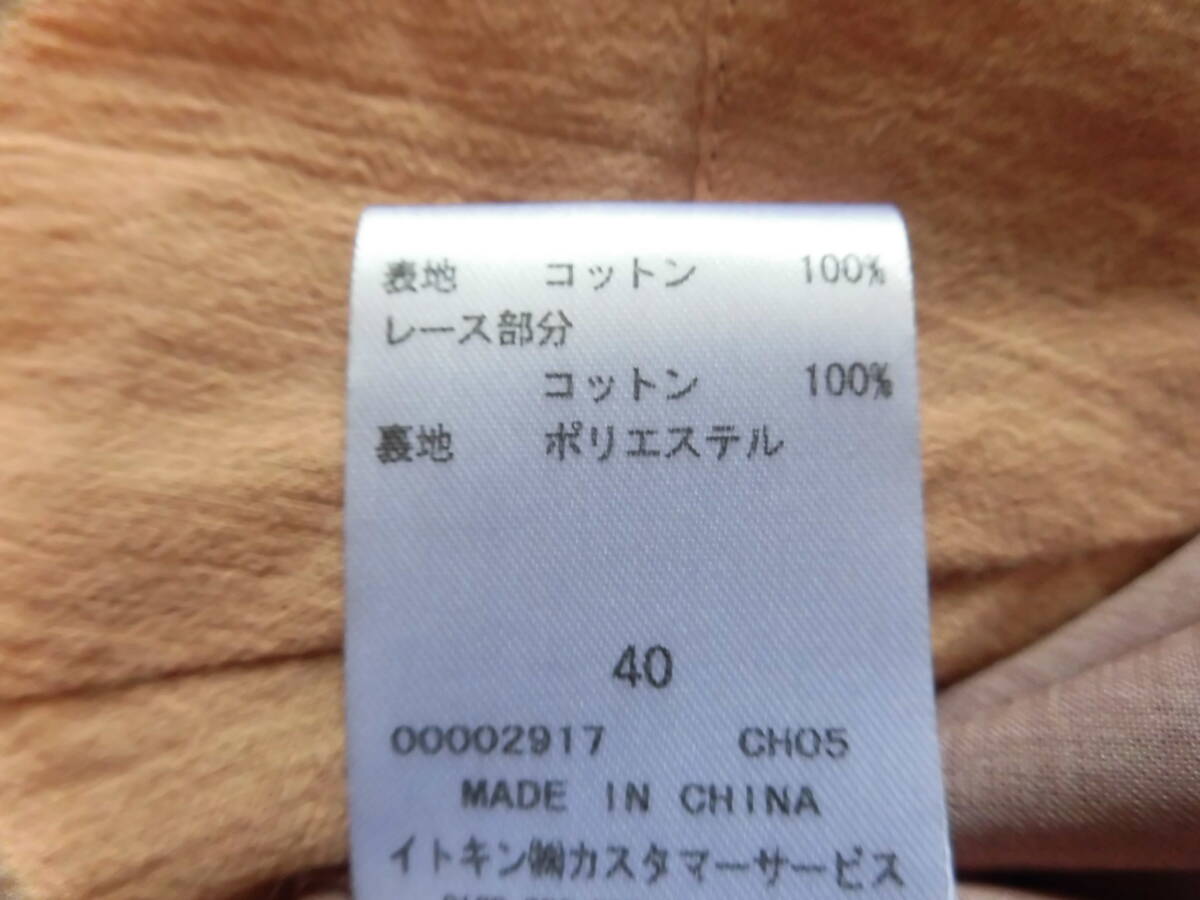 表地 コットン 100%
レース部分
コットン 100%
裏地 ポリエステル
40
00002917 CH05
MADE IN CHINA
イトキン㈱カスタマーサービス